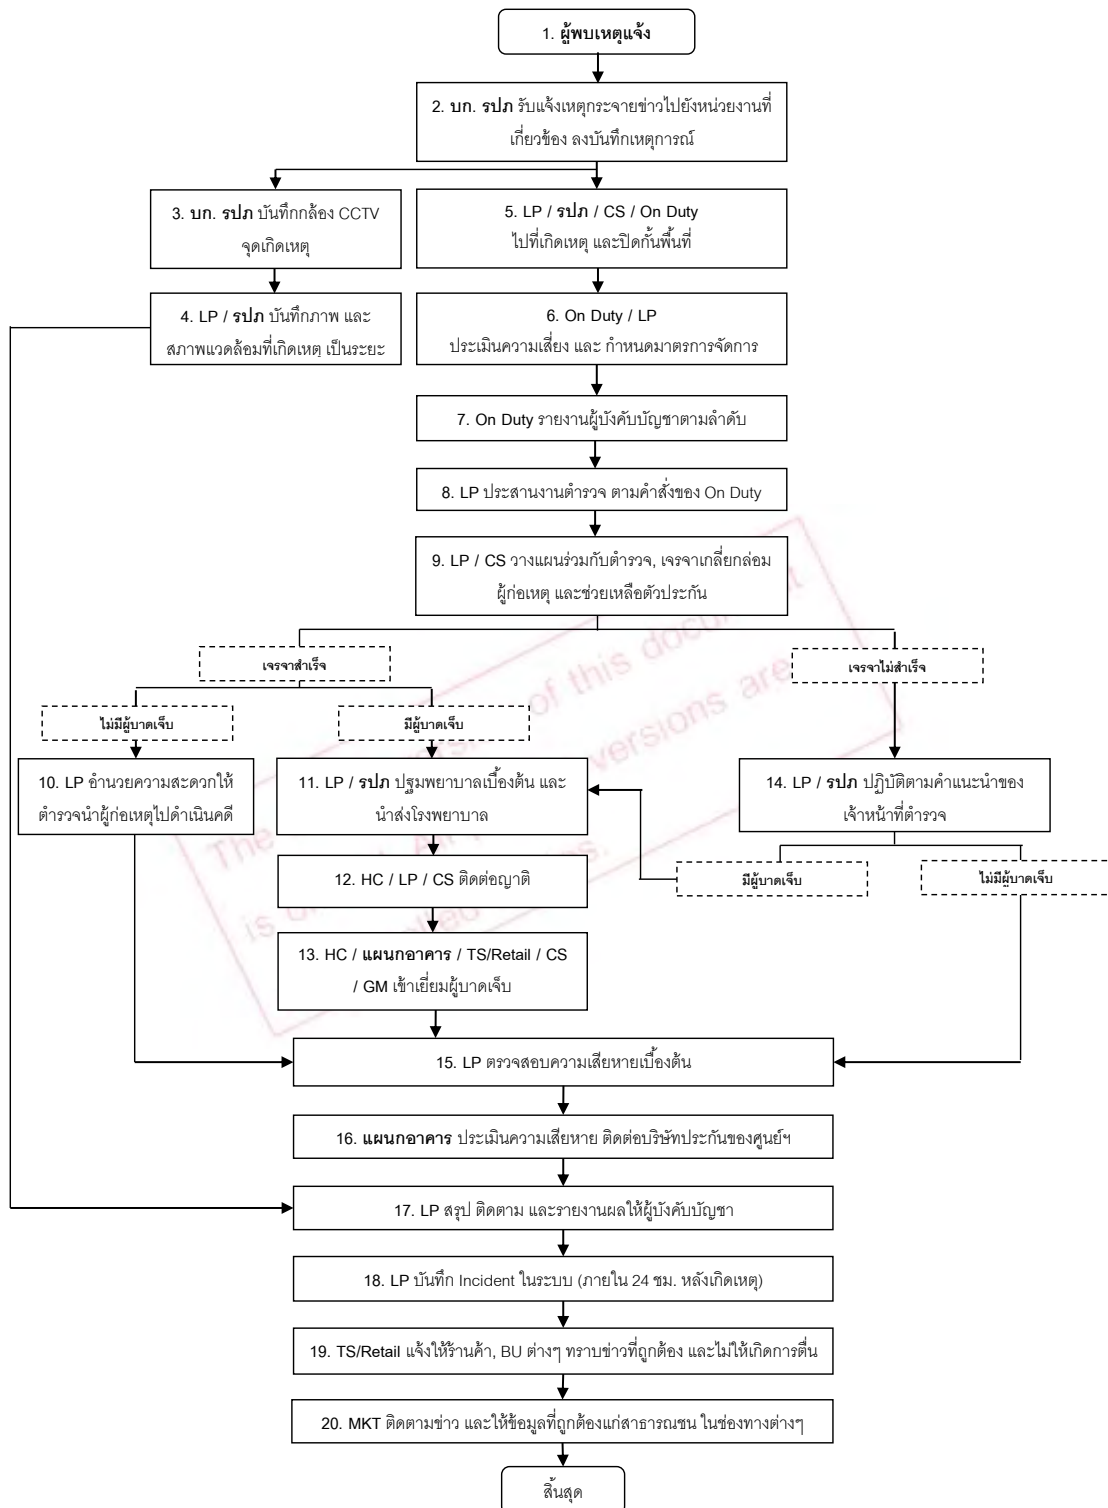 1. ผู้พบเหตุแจ้ง
2. บก. รปภ รับแจ้งเหตุกระจายข่าวไปยังหน่วยงานที่
เกี่ยวข้อง ลงบันทึกเหตุการณ์
3. บก. รปภ บันทึกกล้อง CCTV
จุดเกิดเหตุ
5. LP / รปภ / CS / On Duty
ไปที่เกิดเหตุ และปิดกั้นพื้นที่
4. LP / รปภ บันทึกภาพ และ
สภาพแวดล้อมที่เกิดเหตุ เป็นระยะ
6. On Duty / LP
ประเมินความเสี่ยง และ กำหนดมาตรการจัดการ
7. On Duty รายงานผู้บังคับบัญชาตามลำดับ
8. LP ประสานงานตำรวจ ตามคำสั่งของ On Duty
9. LP / CS วางแผนร่วมกับตำรวจ, เจรจาเกลี่ยกล่อม
ผู้ก่อเหตุ และช่วยเหลือตัวประกัน
เจรจาสำเร็จ
เจรจาไม่สำเร็จ
ไม่มีผู้บาดเจ็บ
มีผู้บาดเจ็บ
10. LP อำนวยความสะดวกให้
ตำรวจนำผู้ก่อเหตุไปดำเนินคดี
11. LP / รปภ ปฐมพยาบาลเบื้องต้น และ
นำส่งโรงพยาบาล
14. LP / รปภ ปฏิบัติตามคำแนะนำของ
เจ้าหน้าที่ตำรวจ
12. HC / LP / CS ติดต่อญาติ
มีผู้บาดเจ็บ
ไม่มีผู้บาดเจ็บ
13. HC / แผนกอาคาร / TS/Retail / CS
/ GM เข้าเยี่ยมผู้บาดเจ็บ
15. LP ตรวจสอบความเสียหายเบื้องต้น
16. แผนกอาคาร ประเมินความเสียหาย ติดต่อบริษัทประกันของศูนย์ฯ
17. LP สรุป ติดตาม และรายงานผลให้ผู้บังคับบัญชา
18. LP บันทึก Incident ในระบบ (ภายใน 24 ชม. หลังเกิดเหตุ)
19. TS/Retail แจ้งให้ร้านค้า, BU ต่างๆ ทราบข่าวที่ถูกต้อง และไม่ให้เกิดการตื่น
20. MKT ติดตามข่าว และให้ข้อมูลที่ถูกต้องแก่สาธารณชน ในช่องทางต่างๆ
สิ้นสุด
The of this
versions are
is